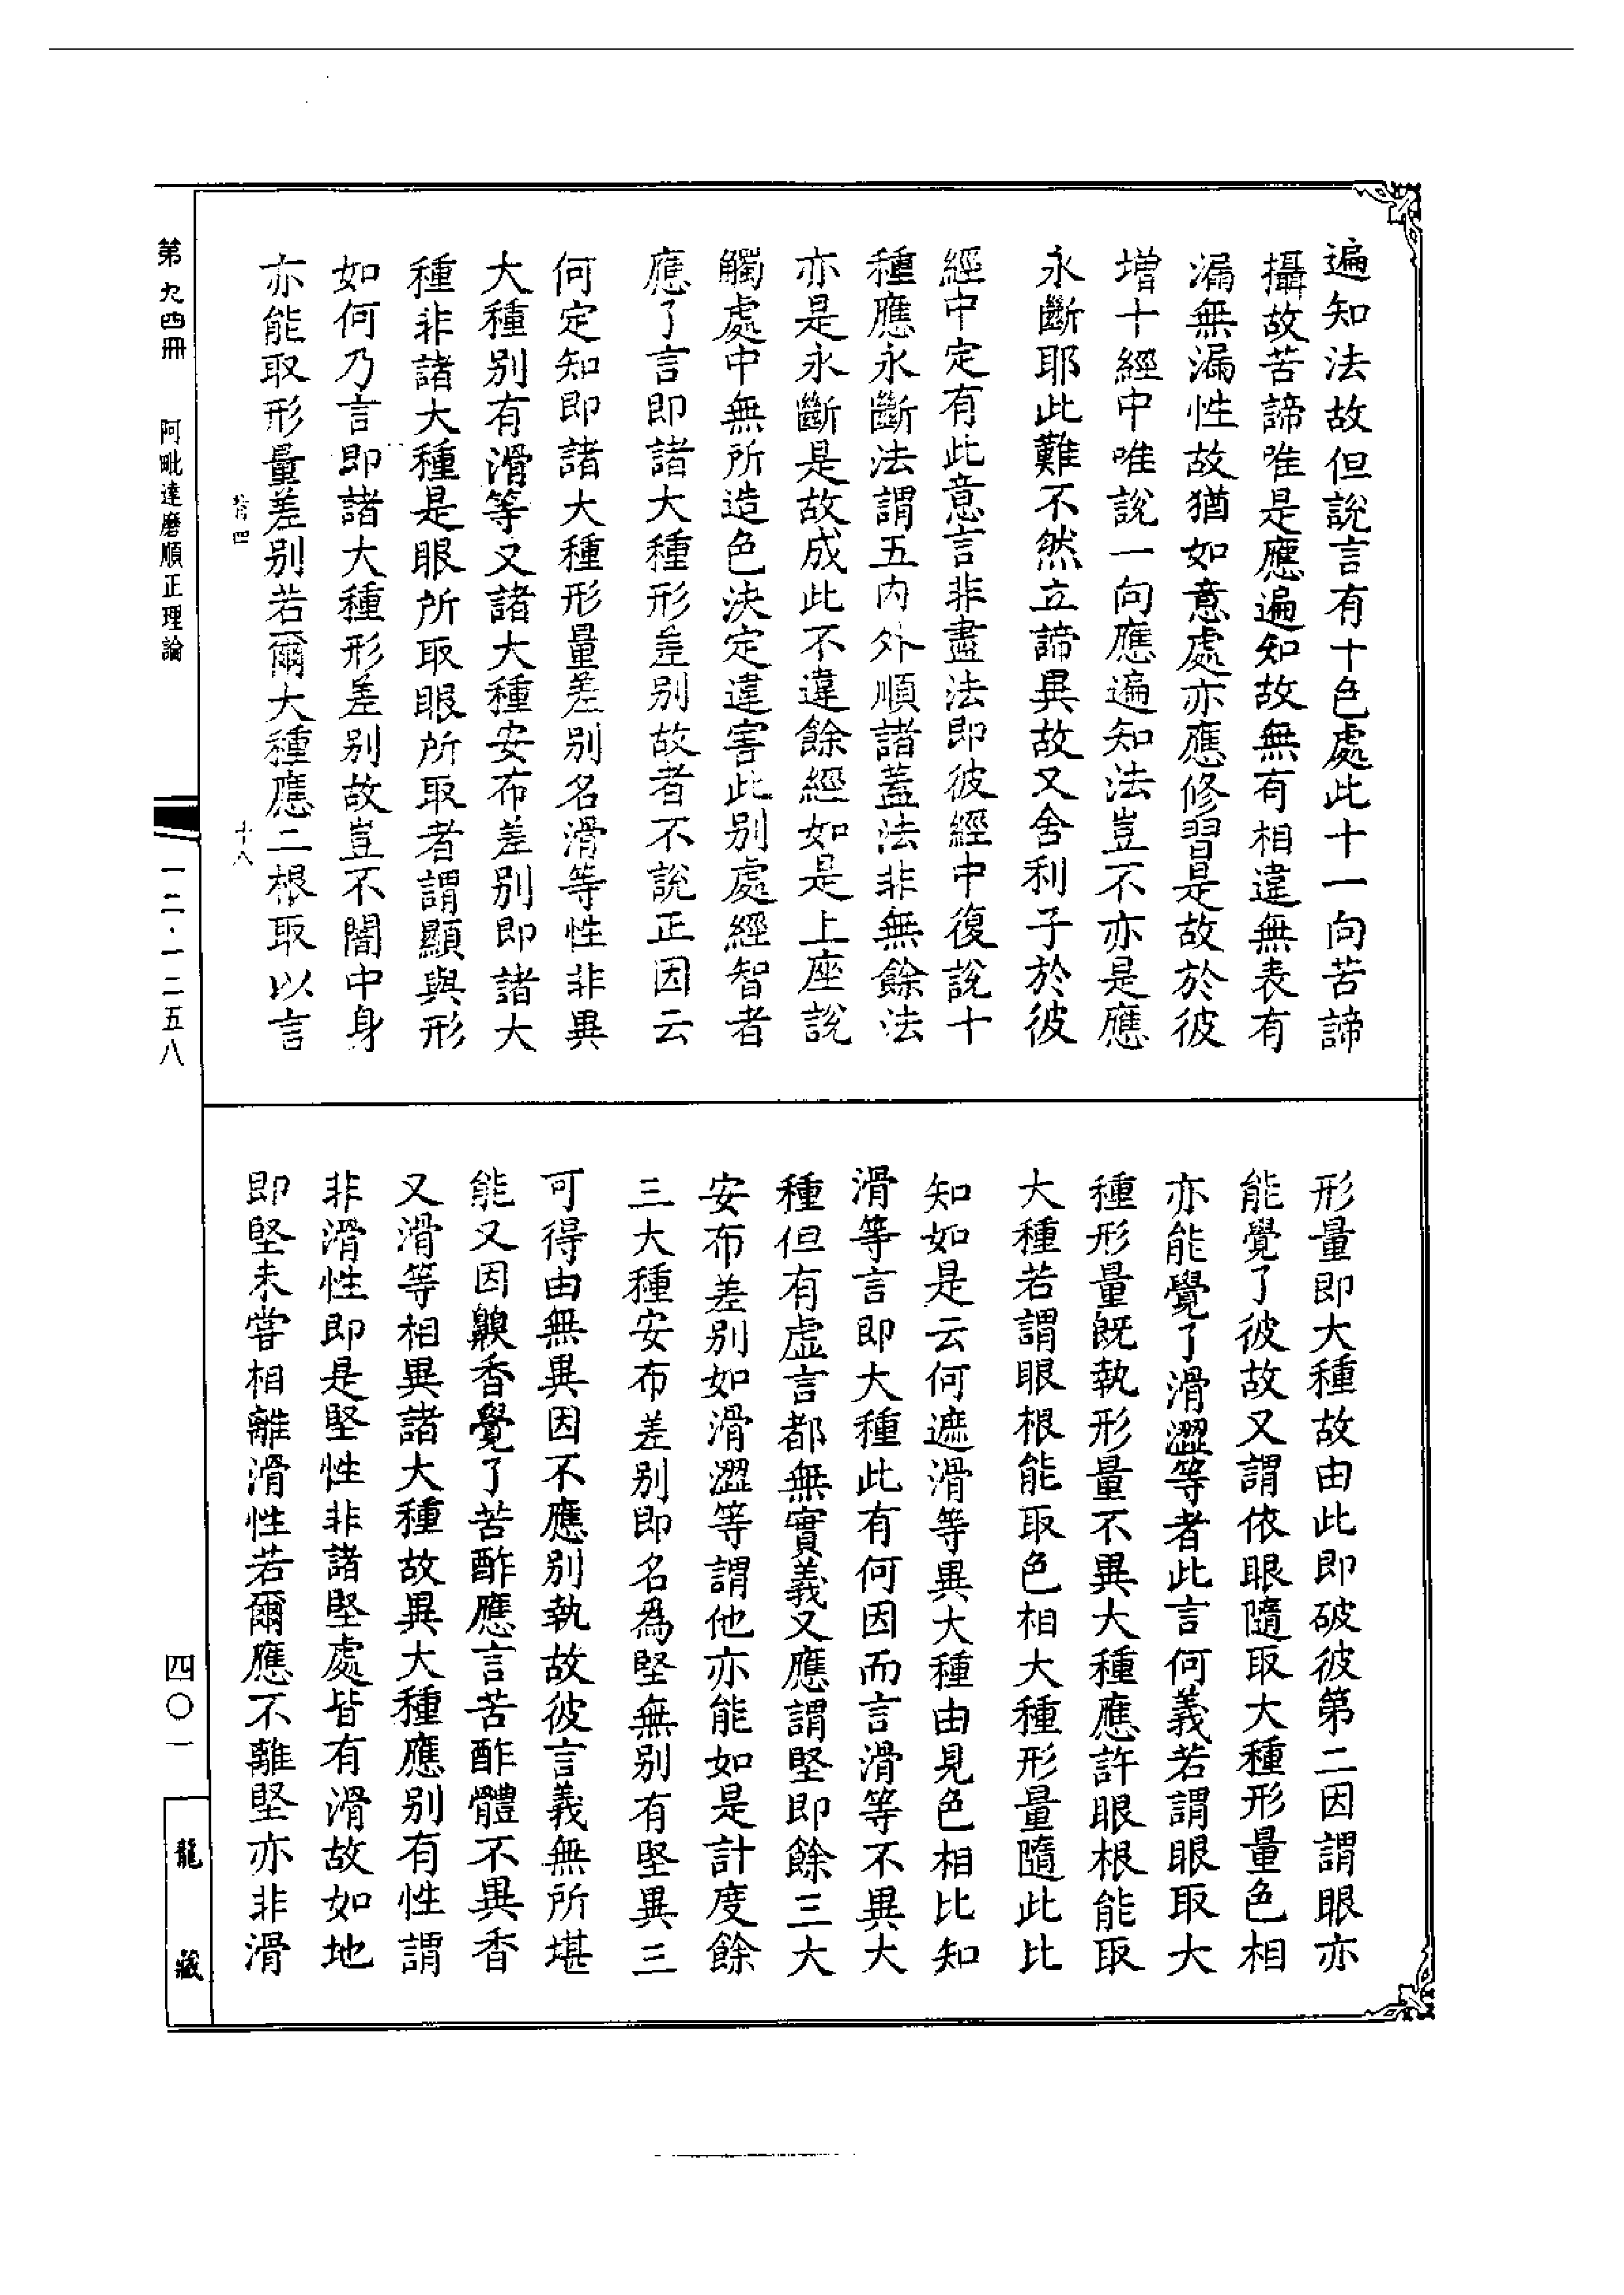 遍知法故但說言有十色處此十一向苦諦
攝故苦諦唯是應遍知故無有相違無表有
漏無漏性故猶如意處亦應修習是故於彼
增十經中唯說一向應遍知法豈不亦是應
永斷耶此難不然立諦異故又舍利子於彼
經中定有此意言非盡法即彼經中復說十
種應永斷法謂五內外順諸蓋法非無餘法
亦是永斷是故成此不違餘經如是上座說
觸處中無所造色決定違害此別處經智者
應了言即諸大種形差別故者不說正因云
何定知即諸大種形量差別名滑等性非異
大種別有滑等又諸大種安布差別即諸大
種非諸大種是眼所取眼所取者謂顯與形
如何乃言即諸大種形差別故豈不闇中身
亦能取形量差別若爾大種應二根取以言
形量即大種故由此即破彼第二因謂眼亦
能覺了彼故又謂依眼隨取大種形量色相
亦能覺了滑澀等者此言何義若謂眼取大
種形量既執形量不異大種應許眼根能取
大種若謂眼根能取色相大種形量隨此比
知如是云何遮滑等異大種由見色相比知
滑等言即大種此有何因而言滑等不異大
種但有虛言都無實義又應謂堅即餘三大
安布差別如滑澀等謂他亦能如是計度餘
三大種安布差別即名為堅無別有堅異三
可得由無異因不應別執故彼言義無所堪
能又因齅香覺了苦酢應言苦酢體不異香
又滑等相異諸大種故異大種應別有性謂
非滑性即是堅性非諸堅處皆有滑故如地
即堅未嘗相離滑性若爾應不離堅亦非滑
第九四冊　阿毗達磨順正理論
十八
一二·一二五八
四〇一
龍藏